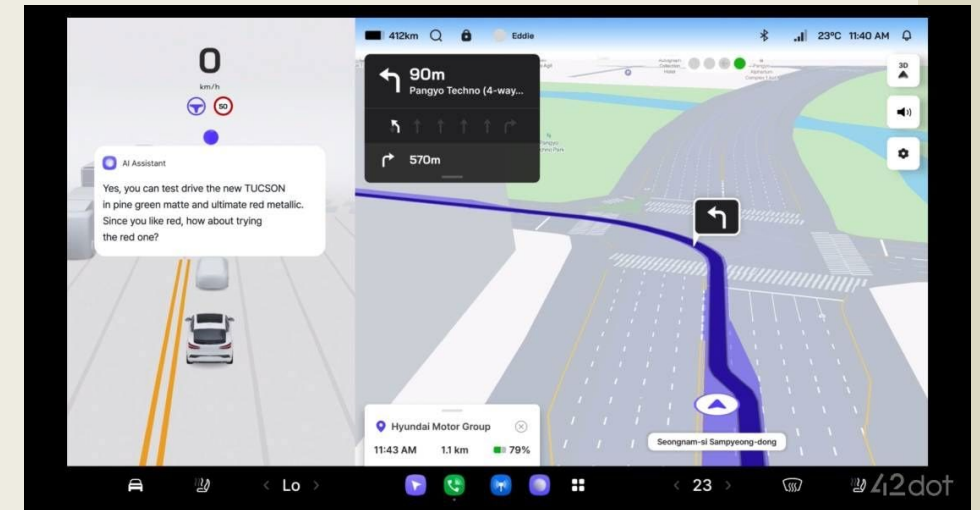 0
km/h
50
AI Assistant
Yes, you can test drive the new TUCSON
in pine green matte and ultimate red metallic.
Since you like red, how about trying
the red one?
412km
Eddie
23°C 11:40 AM
90m
Pangyo Techno (4-way...
570m
3D
Hyundai Motor Group
11:43 AM 1.1 km 79%
Seongnam-si Sampyeong-dong
Lo
23
42dot